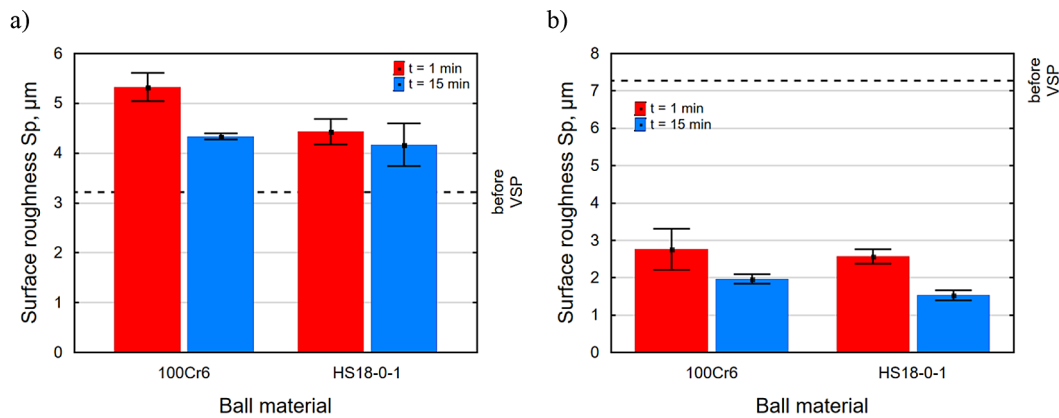 a)
Surface roughness Sp, µm
6
5
4
3
2
1
0
t = 1 min
t = 15 min
before
VSP
100Cr6
HS18-0-1
Ball material
b)
Surface roughness Sp, µm
8
7
6
5
4
3
2
1
0
t = 1 min
t = 15 min
before
VSP
100Cr6
HS18-0-1
Ball material